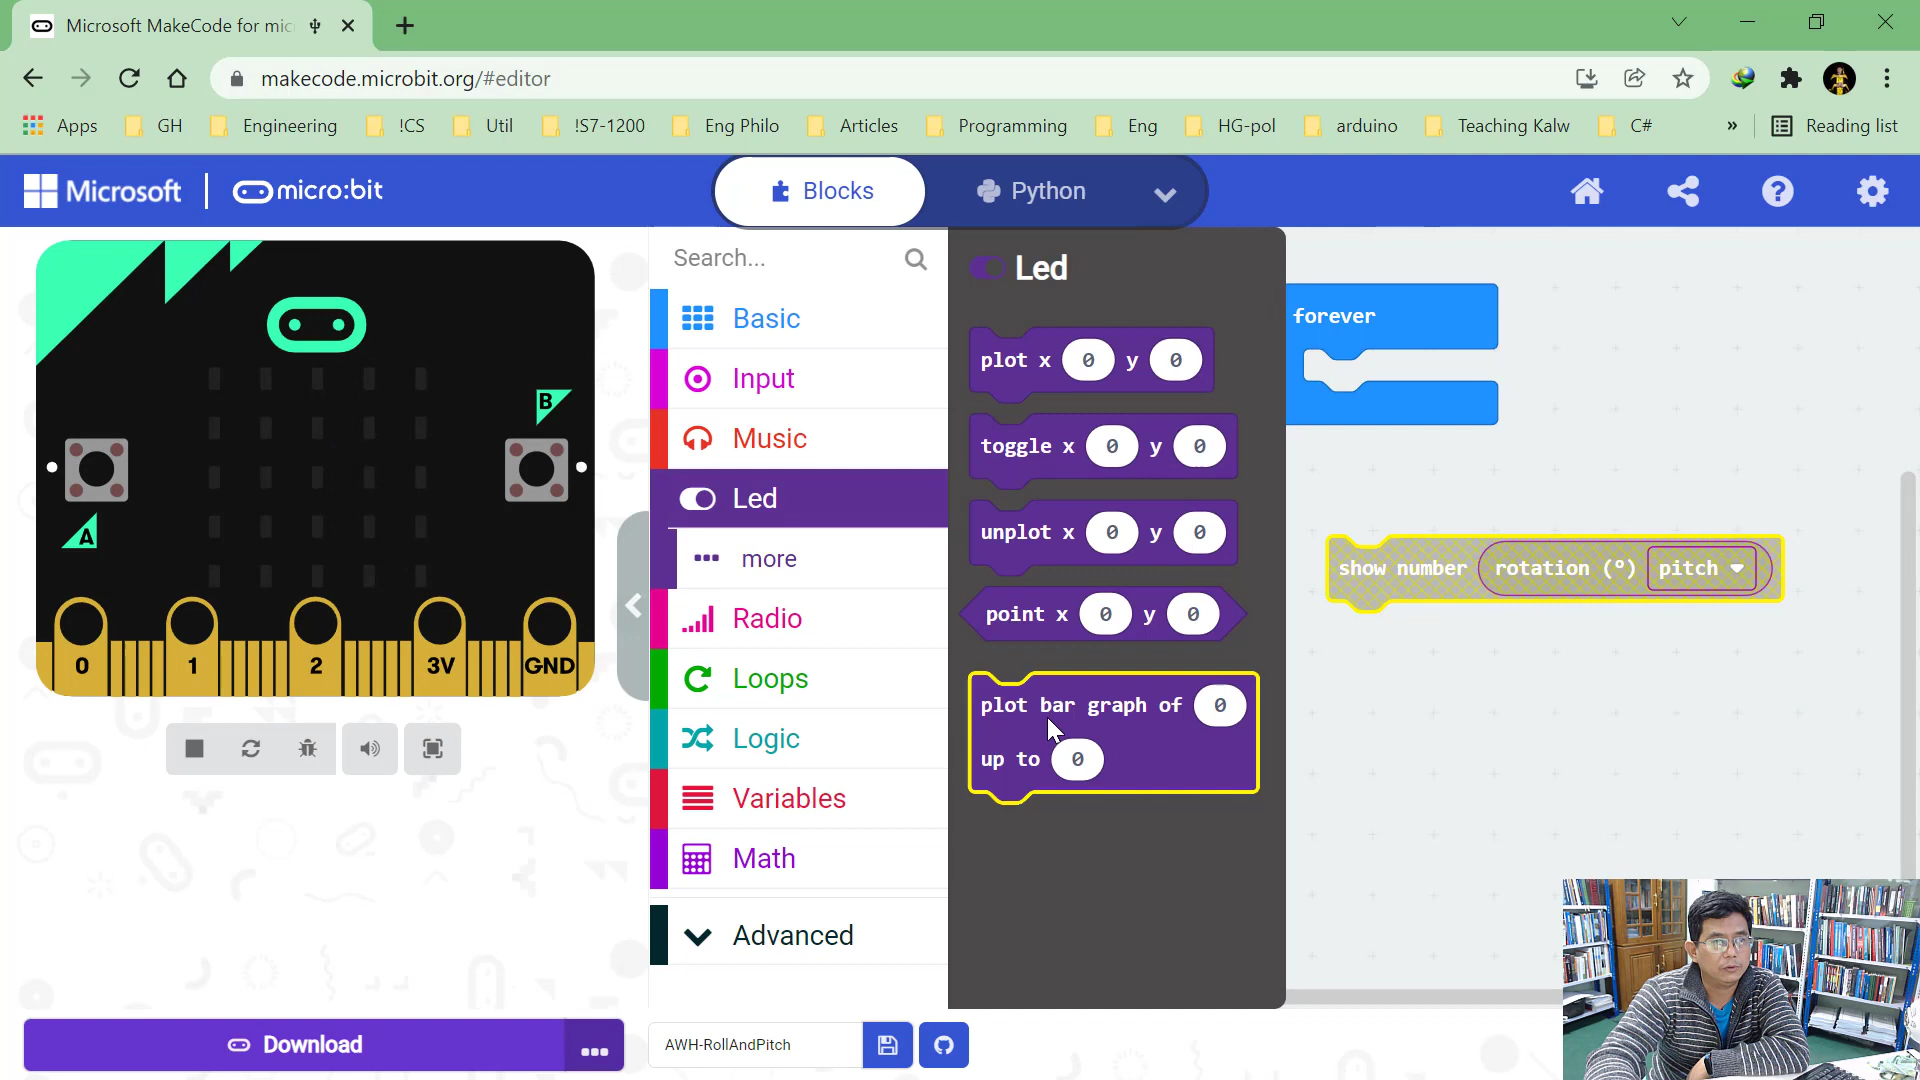 Microsoft MakeCode for mic
makecode.microbit.org/#editor
Apps GH Engineering !CS Util !S7-1200 Eng Philo Articles Programming Eng HG-pol arduino Teaching Kalw C# » Reading list
Microsoft | micro:bit
Blocks
Python
Search...
Basic
Input
Music
Led
more
Radio
Loops
Logic
Variables
Math
Advanced
Led
plot x 0 y 0
toggle x 0 y 0
unplot x 0 y 0
point x 0 y 0
plot bar graph of 0
up to 0
forever
show number rotation (°) pitch
B
A
0 1 2 3V GND
Download
...
AWH-RollAndPitch